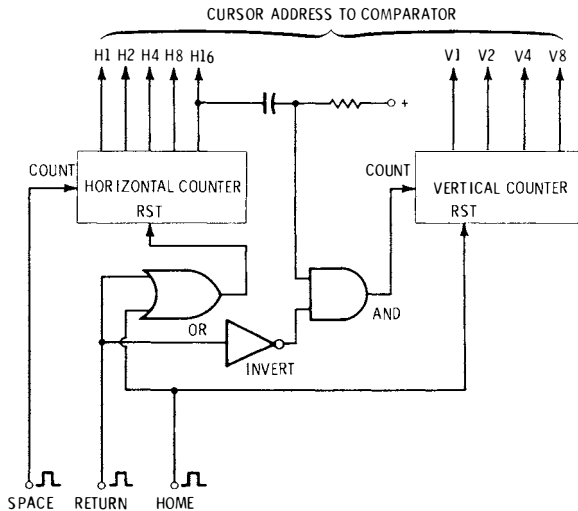 CURSOR ADDRESS TO COMPARATOR
H1 H2 H4 H8 H16
V1 V2 V4 V8
+
COUNT
HORIZONTAL COUNTER
RST
COUNT
VERTICAL COUNTER
RST
OR
AND
INVERT
SPACE RETURN HOME